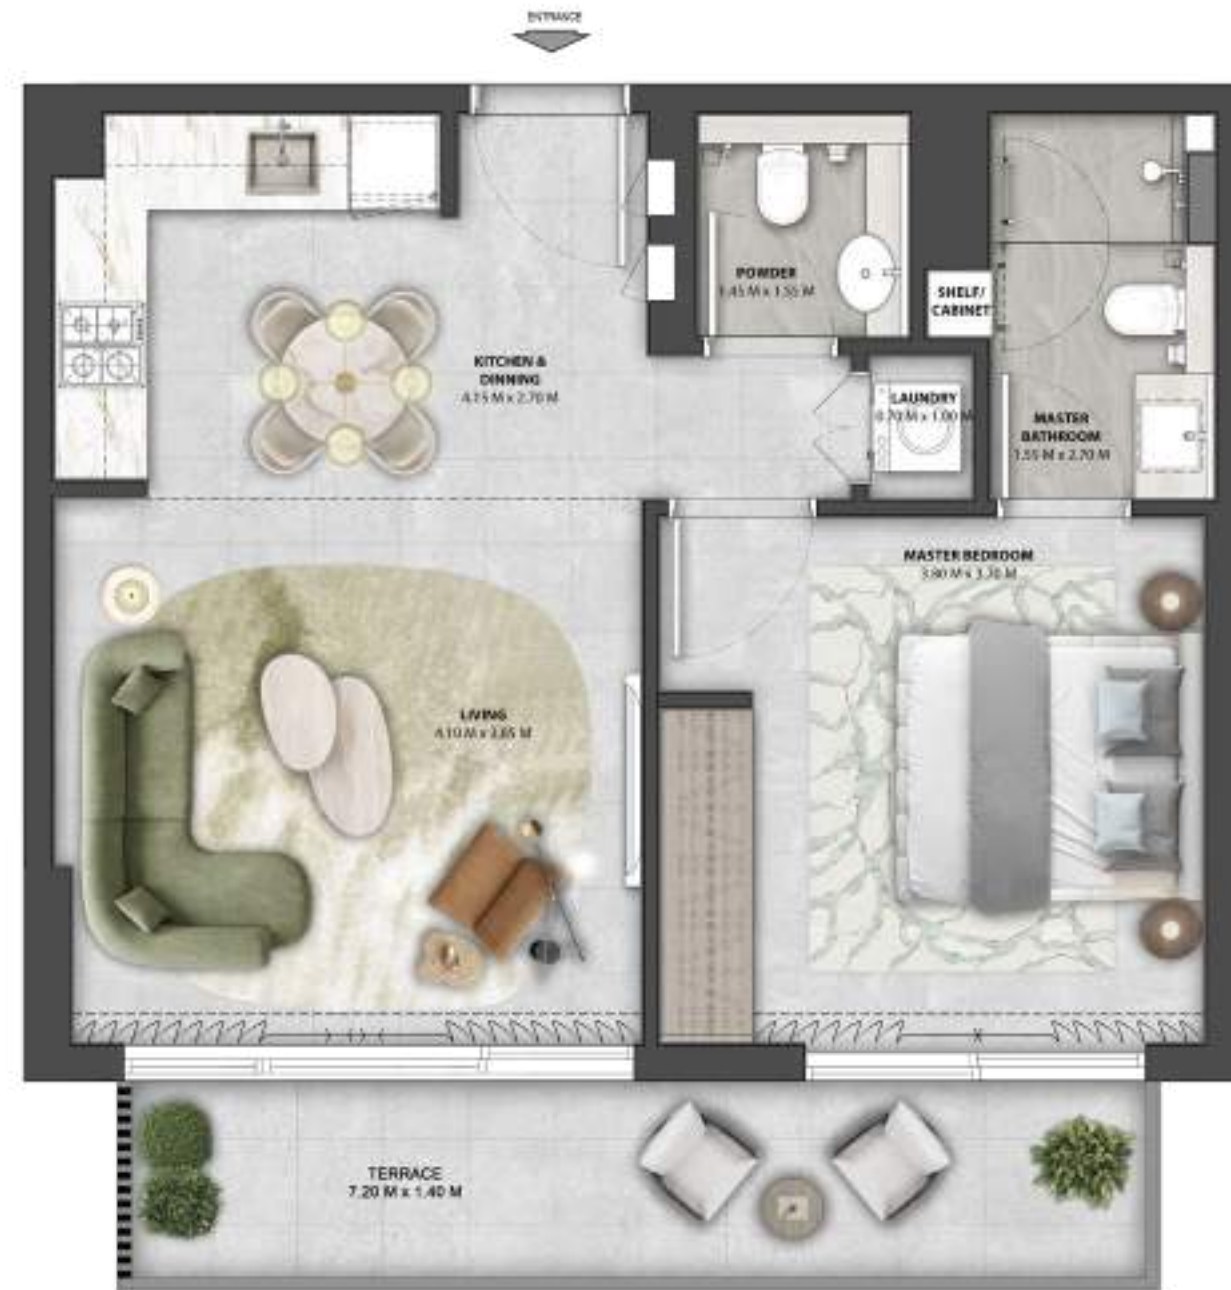 ENTRANCE
POWDER
1.45 M x 1.55 M
SHELF/
CABINET
KITCHEN &
DINNING
4.15 M x 2.70 M
LAUNDRY
0.70 M x 1.00 M
MASTER
BATHROOM
1.55 M x 2.70 M
MASTER BEDROOM
3.80 M x 3.70 M
LIVING
4.10 M x 3.85 M
TERRACE
7.20 M x 1.40 M